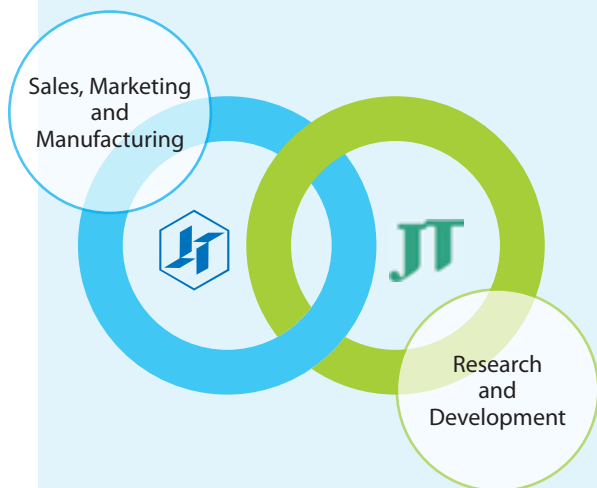 Sales, Marketing
and
Manufacturing
JT
Research
and
Development